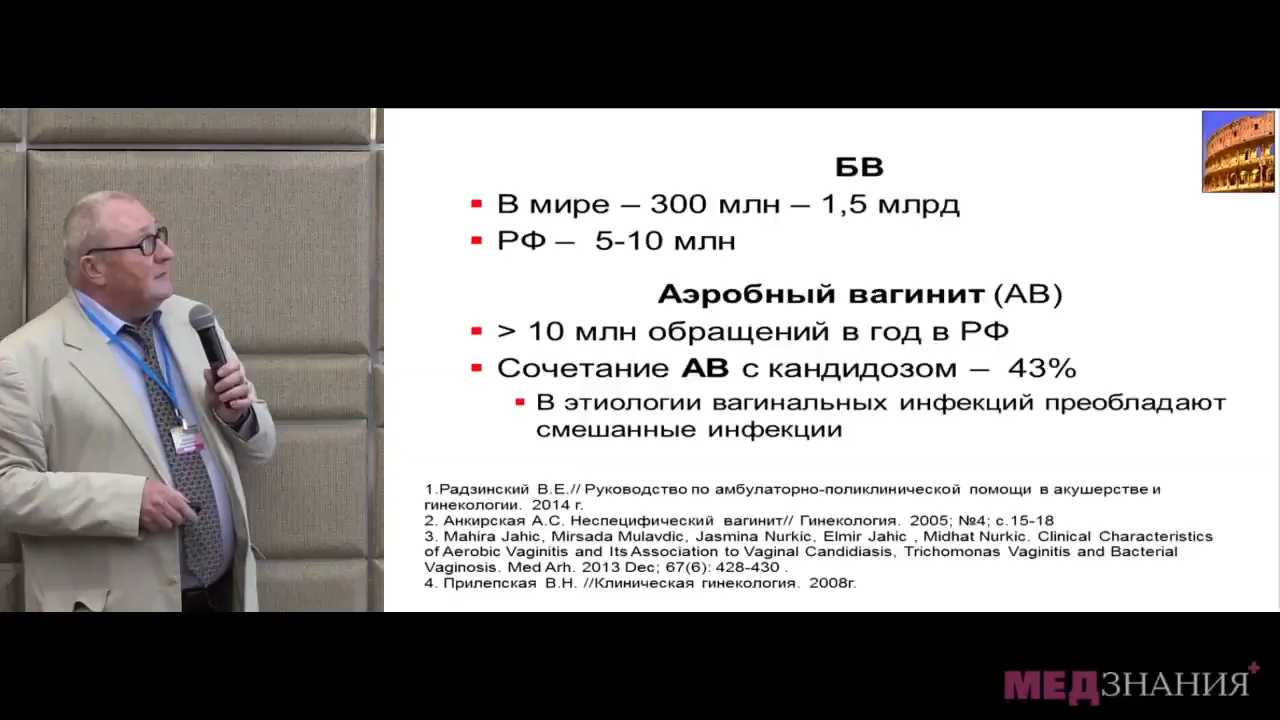 БВ
В мире – 300 млн – 1,5 млрд
РФ – 5-10 млн
Аэробный вагинит (АВ)
> 10 млн обращений в год в РФ
Сочетание АВ с кандидозом – 43%
В этиологии вагинальных инфекций преобладают
смешанные инфекции
1.Радзинский В.Е.// Руководство по амбулаторно-поликлинической помощи в акушерстве и
гинекологии. 2014 г.
2. Анкирская А.С. Неспецифический вагинит// Гинекология. 2005; №4; с.15-18
3. Mahira Jahic, Mirsada Mulavdic, Jasmina Nurkic, Elmir Jahic , Midhat Nurkic. Clinical Characteristics
of Aerobic Vaginitis and Its Association to Vaginal Candidiasis, Trichomonas Vaginitis and Bacterial
Vaginosis. Med Arh. 2013 Dec; 67(6): 428-430 .
4. Прилепская В.Н. //Клиническая гинекология. 2008г.
МЕДЗНАНИЯ+